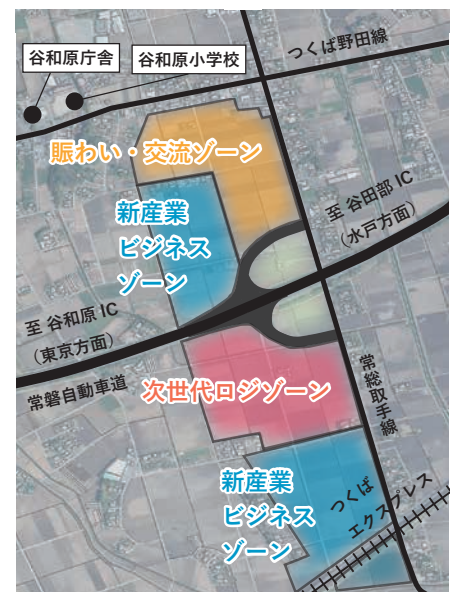 つくば野田線
谷和原庁舎
谷和原小学校
賑わい・交流ゾーン
新産業
ビジネス
ゾーン
至 谷田部 IC
(水戸方面)
至 谷和原 IC
(東京方面)
常磐自動車道
次世代ロジゾーン
常総取手線
新産業
ビジネス
ゾーン
つくば
エクスプレス